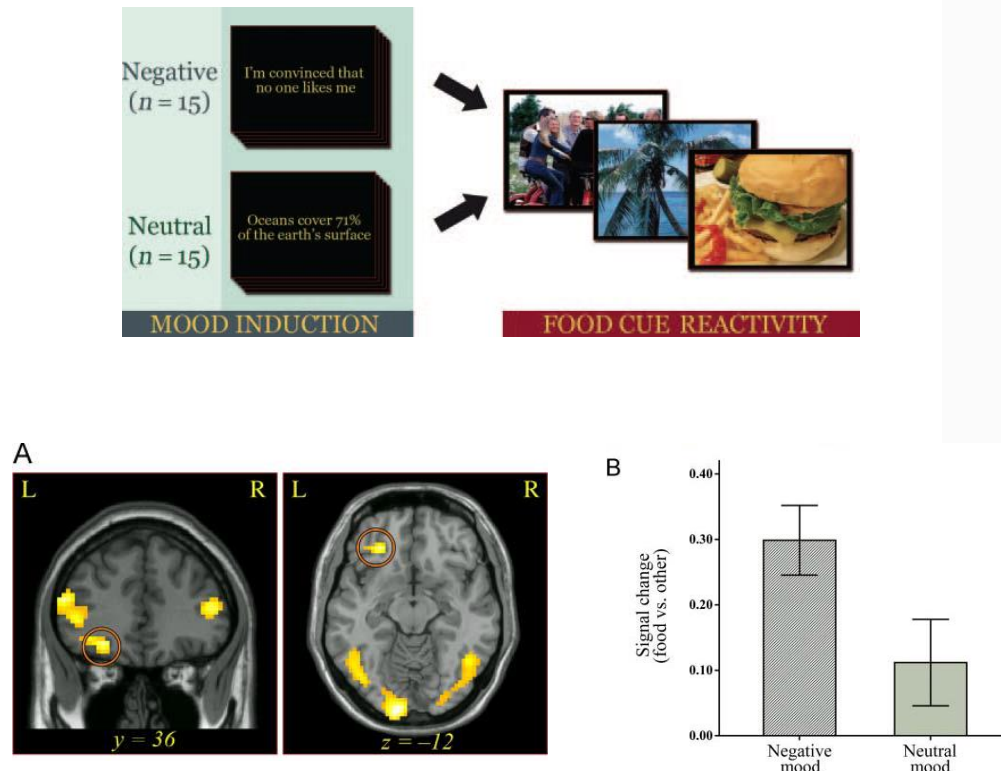 Negative
(n = 15)
I'm convinced that
no one likes me
Neutral
(n = 15)
Oceans cover 71%
of the earth's surface
MOOD INDUCTION
FOOD CUE REACTIVITY
A
L
R
y = 36
L
R
z = –12
B
Signal change
(food vs. other)
0.40
0.30
0.20
0.10
0.00
Negative
mood
Neutral
mood